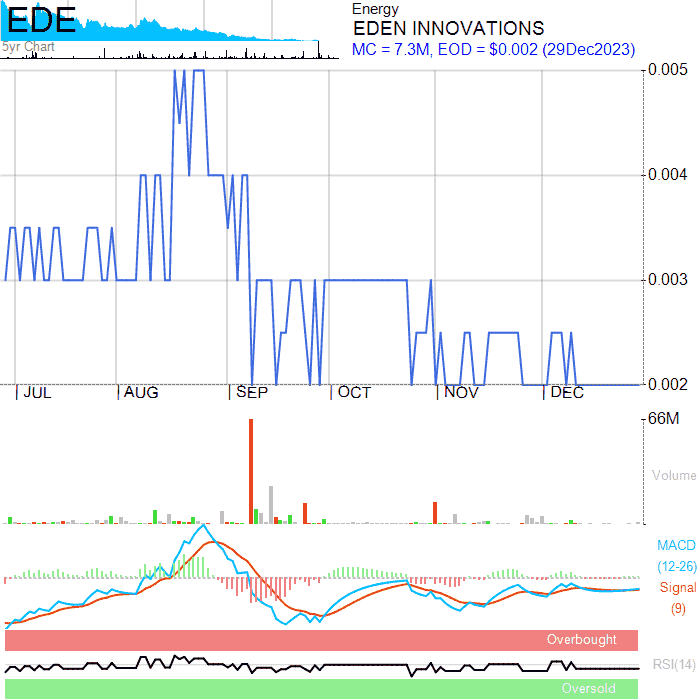 EDE
5yr Chart
Energy
EDEN INNOVATIONS
MC = 7.3M, EOD = $0.002 (29Dec2023)
0.005
0.004
0.003
0.002
JUL AUG SEP OCT NOV DEC
66M
Volume
MACD
(12-26)
Signal
(9)
Overbought
RSI(14)
Oversold